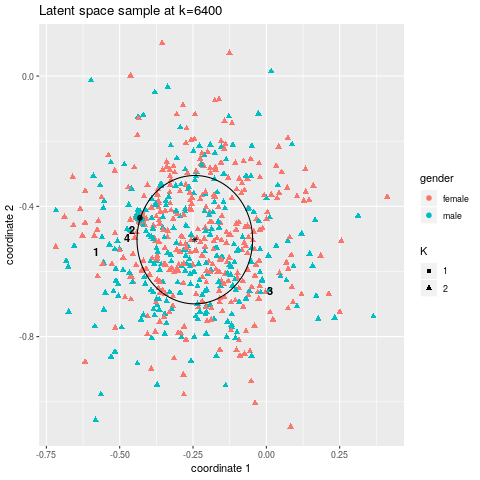 Latent space sample at k=6400
coordinate 2
0.0
-0.4
-0.8
2
4
1
3
-0.75
-0.50
-0.25
0.00
0.25
coordinate 1
gender
female
male
K
1
2